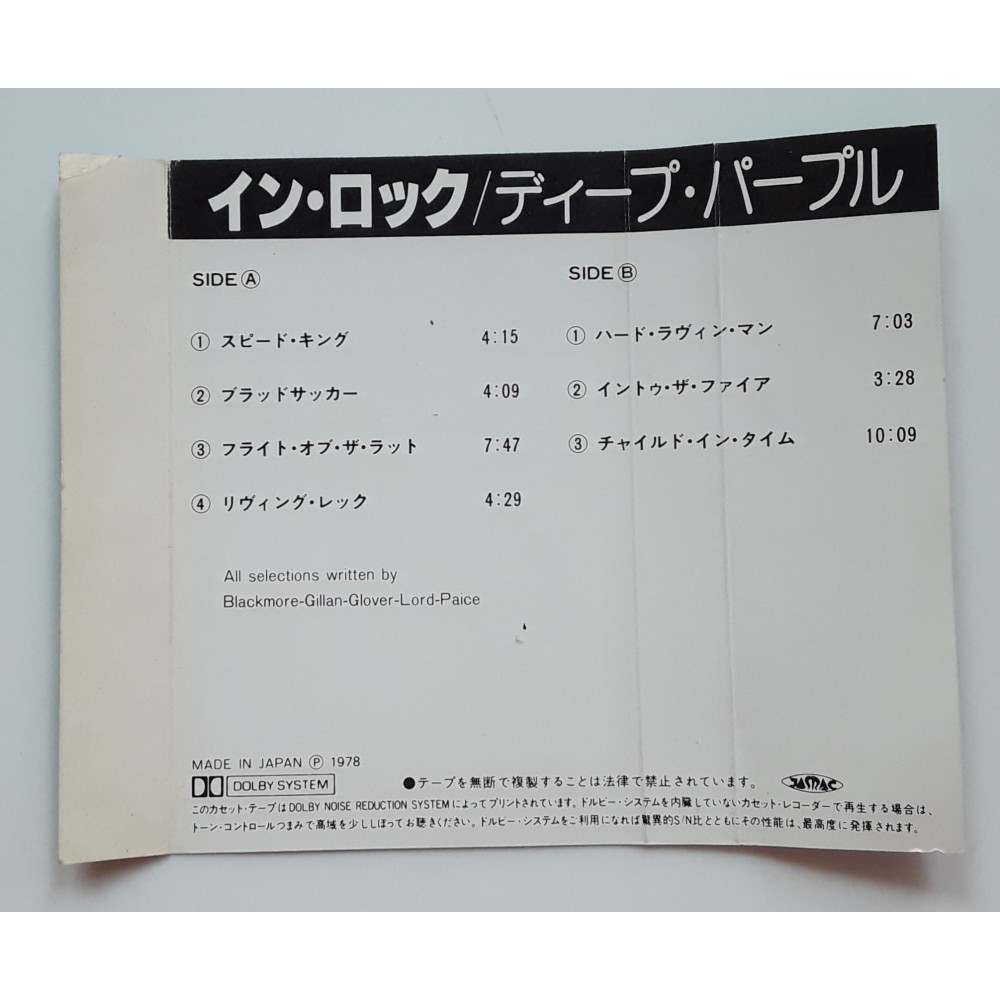 イン・ロック/ディープ・パープル
SIDE Ⓐ
① スピード・キング 4:15
② ブラッドサッカー 4:09
③ フライト・オブ・ザ・ラット 7:47
④ リヴィング・レック 4:29
SIDE Ⓑ
① ハード・ラヴィン・マン 7:03
② イントゥ・ザ・ファイア 3:28
③ チャイルド・イン・タイム 10:09
All selections written by
Blackmore-Gillan-Glover-Lord-Paice
MADE IN JAPAN Ⓟ 1978
DOLBY SYSTEM
●テープを無断で複製することは法律で禁止されています。
JASRAC
このカセット・テープはDOLBY NOISE REDUCTION SYSTEMによってプリントされています。ドルビー・システムを内臓していないカセット・レコーダーで再生する場合は、
トーン・コントロールつまみで高域を少ししぼってお聴きください。ドルビー・システムをご利用になれば驚異的S/N比とともにその性能は、最高度に発揮されます。